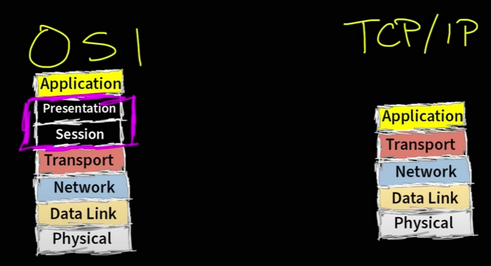 OSI
Application
Presentation
Session
Transport
Network
Data Link
Physical
TCP/IP
Application
Transport
Network
Data Link
Physical